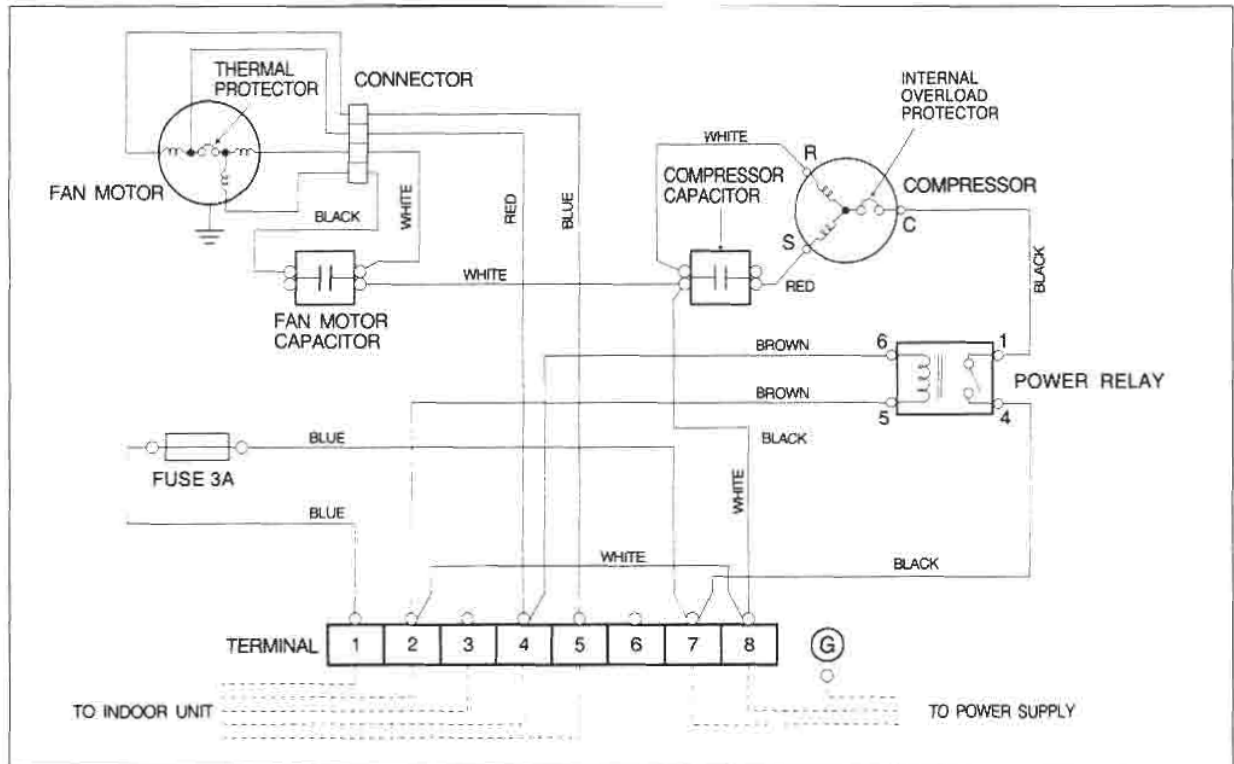 THERMAL
PROTECTOR
CONNECTOR
FAN MOTOR
BLACK
WHITE
RED
BLUE
INTERNAL
OVERLOAD
PROTECTOR
WHITE
R
COMPRESSOR
CAPACITOR
COMPRESSOR
S
C
RED
BLACK
WHITE
FAN MOTOR
CAPACITOR
BROWN
6
1
POWER RELAY
BROWN
5
4
BLUE
BLACK
FUSE 3A
WHITE
BLUE
WHITE
BLACK
TERMINAL
1 2 3 4 5 6 7 8
G
TO INDOOR UNIT
TO POWER SUPPLY